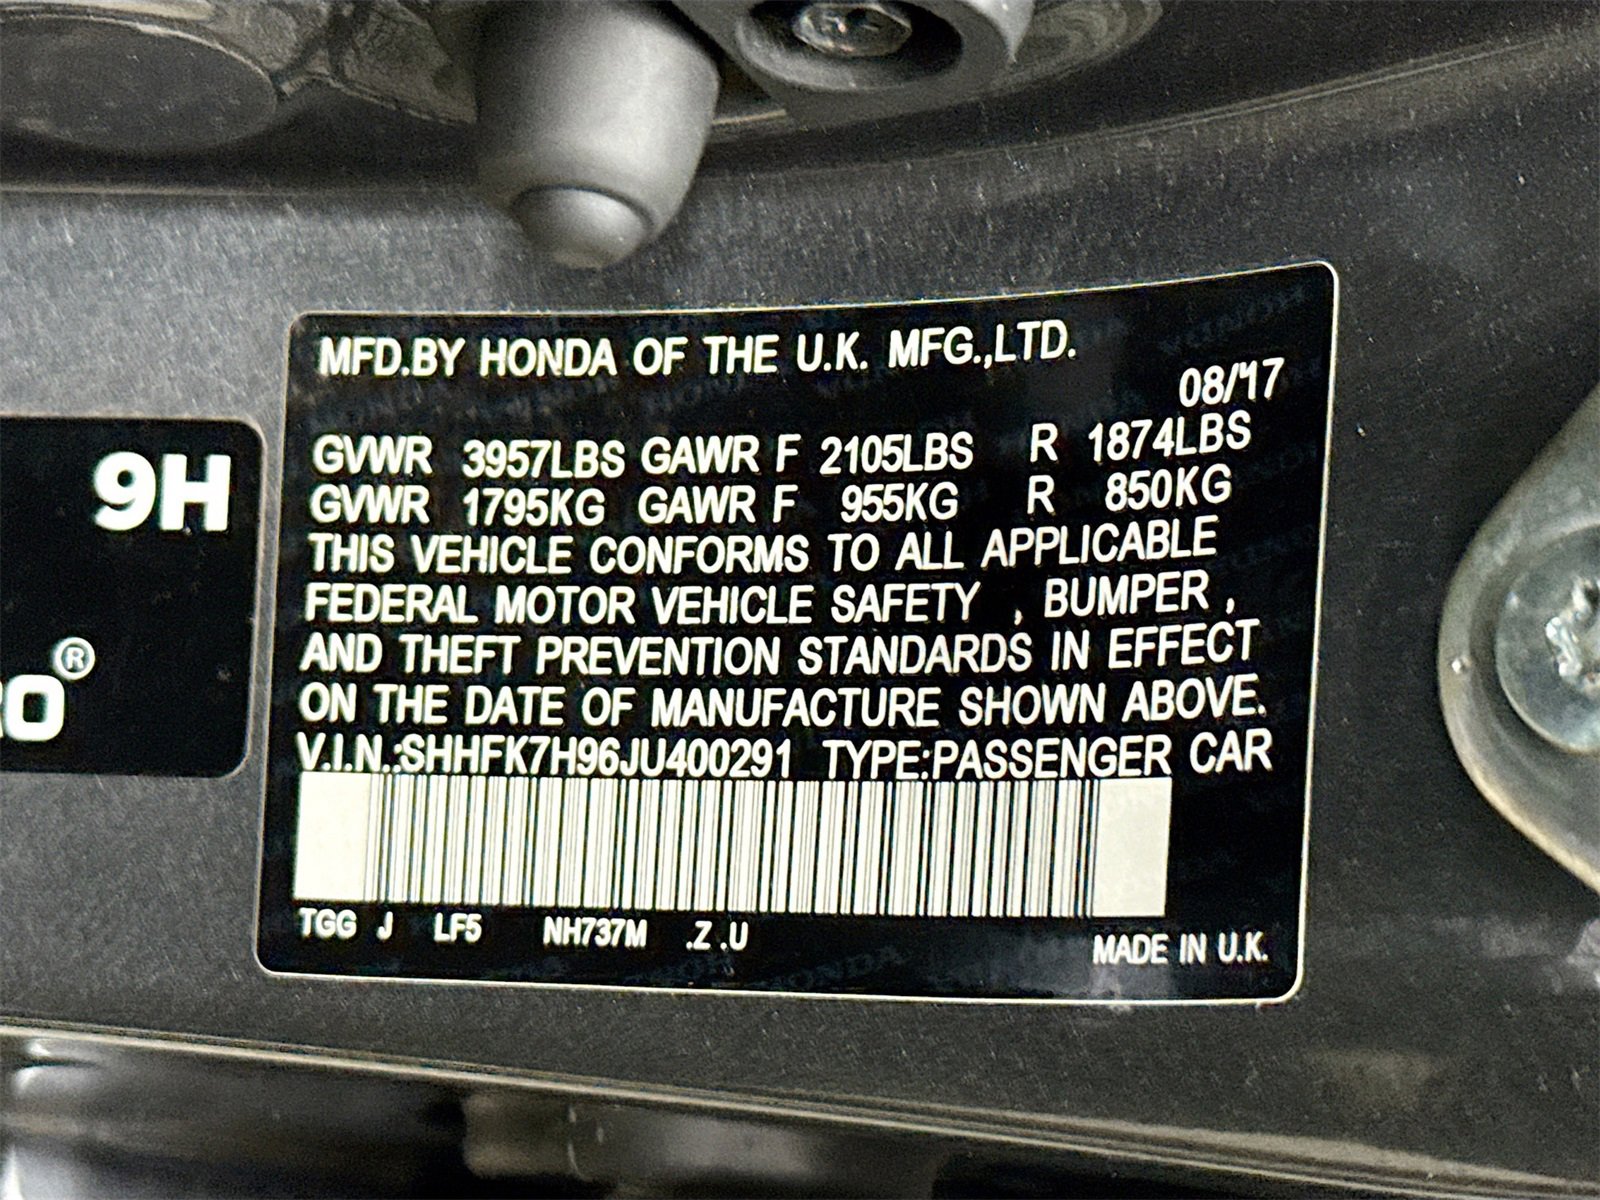 MFD.BY HONDA OF THE U.K. MFG.,LTD.
08/'17
GVWR 3957LBS GAWR F 2105LBS R 1874LBS
GVWR 1795KG GAWR F 955KG R 850KG
THIS VEHICLE CONFORMS TO ALL APPLICABLE
FEDERAL MOTOR VEHICLE SAFETY , BUMPER ,
AND THEFT PREVENTION STANDARDS IN EFFECT
ON THE DATE OF MANUFACTURE SHOWN ABOVE.
V.I.N.:SHHFK7H96JU400291 TYPE:PASSENGER CAR
TGG J LF5 NH737M .Z .U
MADE IN U.K.
9H